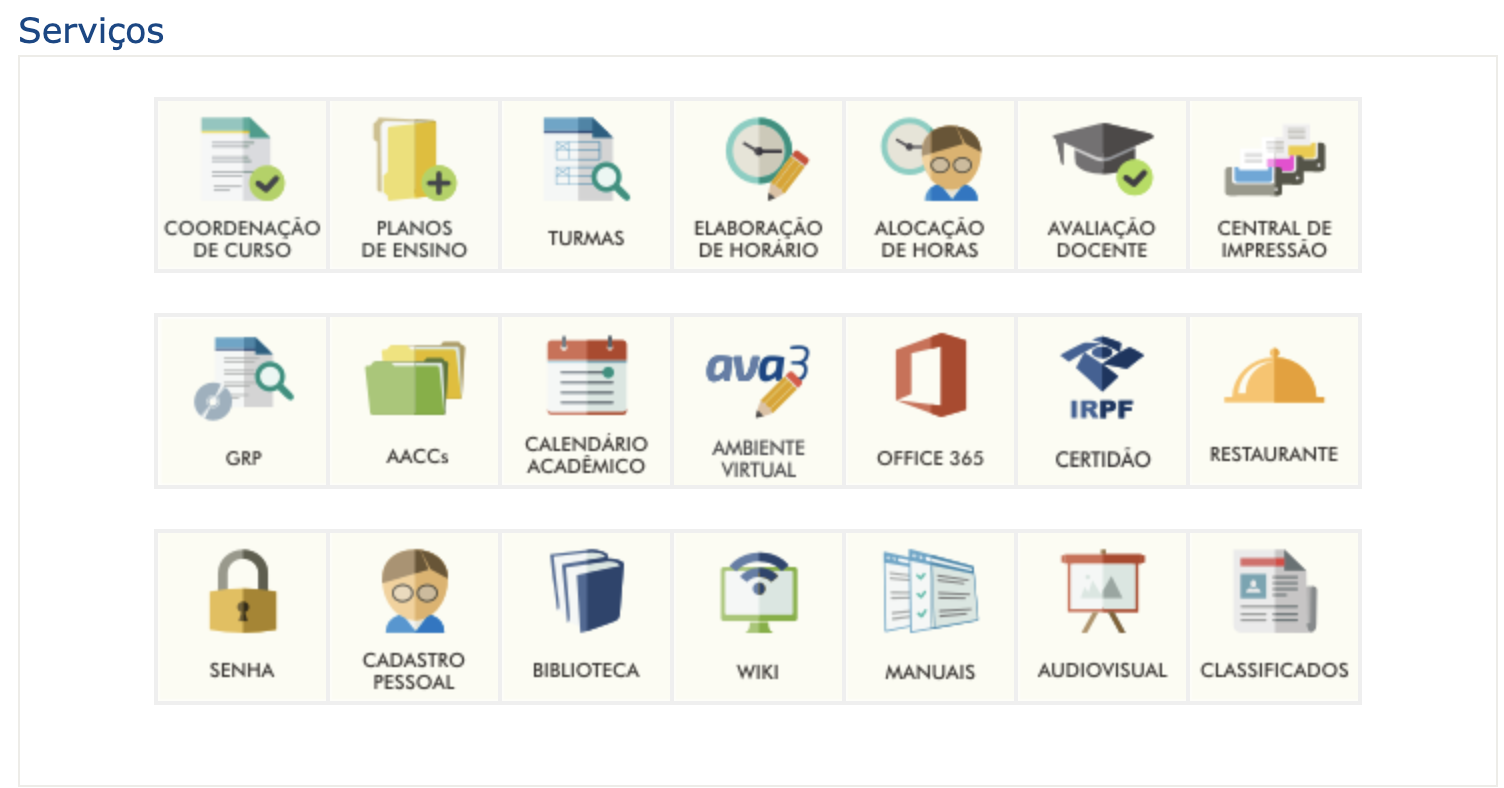 Serviços
COORDENAÇÃO
DE CURSO
PLANOS
DE ENSINO
TURMAS
ELABORAÇÃO
DE HORÁRIO
ALOCAÇÃO
DE HORAS
AVALIAÇÃO
DOCENTE
CENTRAL DE
IMPRESSÃO
GRP
AACCs
CALENDÁRIO
ACADÊMICO
ava3
AMBIENTE
VIRTUAL
OFFICE 365
IRPF
CERTIDÃO
RESTAURANTE
SENHA
CADASTRO
PESSOAL
BIBLIOTECA
WIKI
MANUAIS
AUDIOVISUAL
CLASSIFICADOS